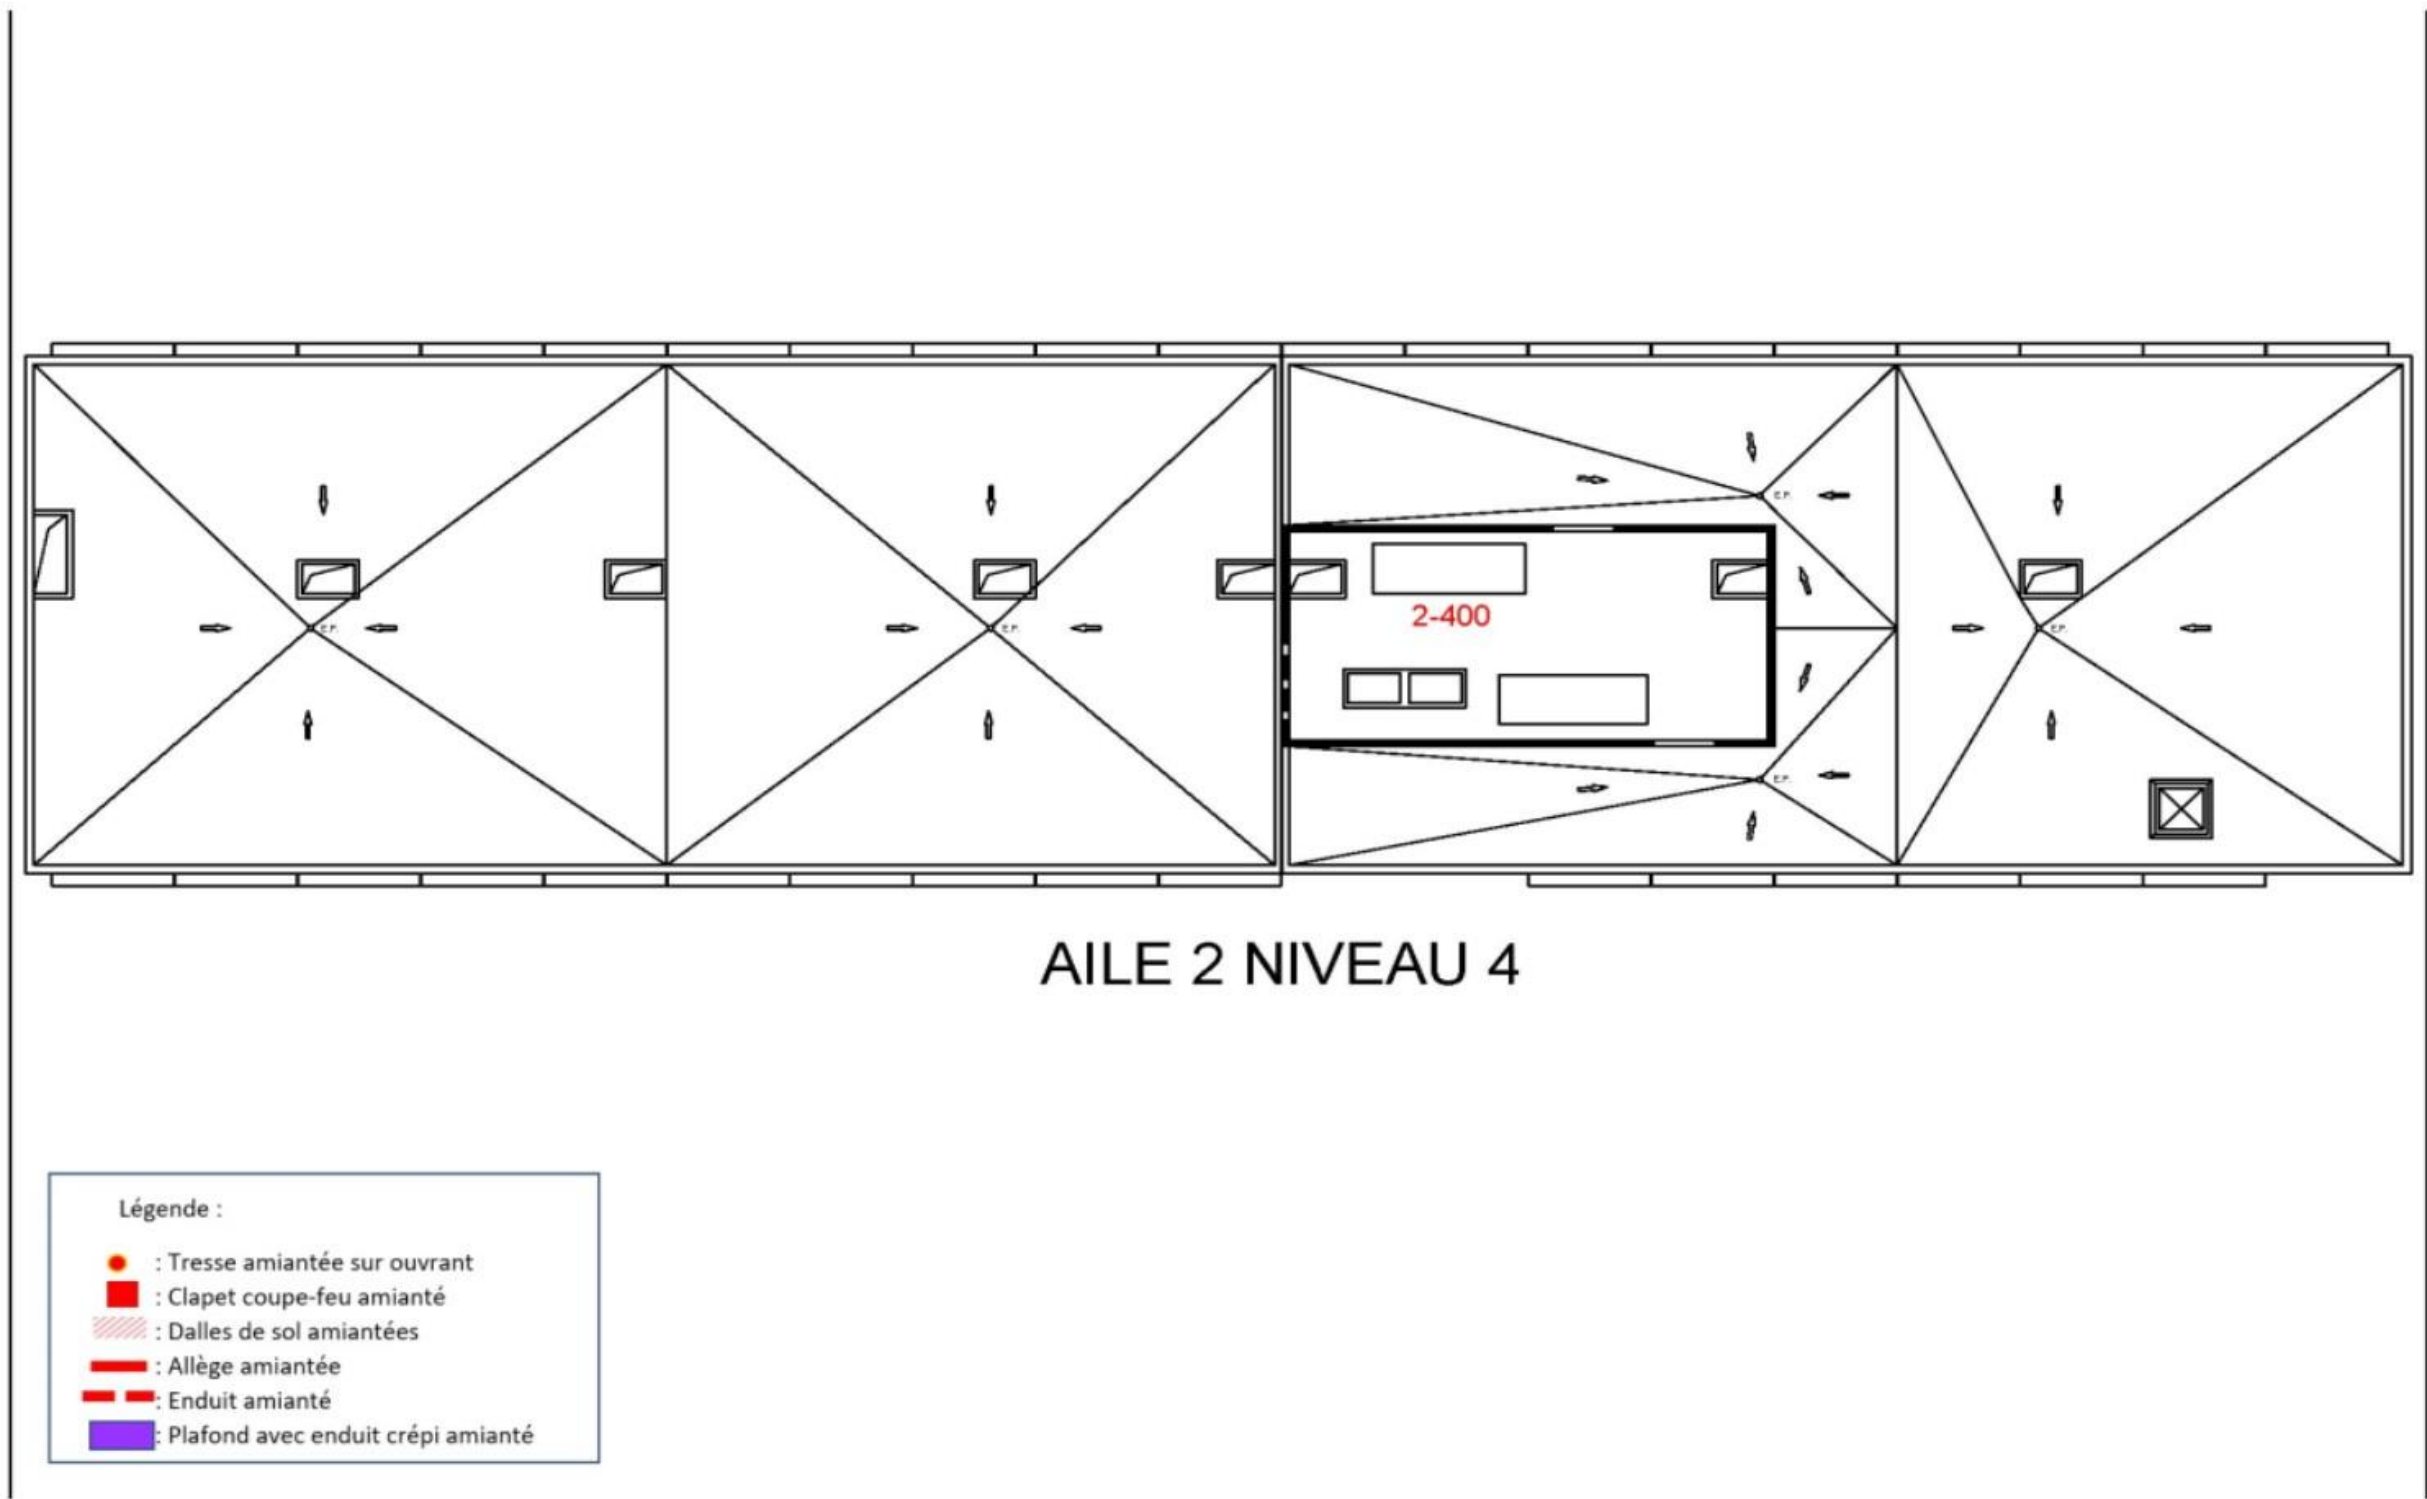 E.P.
2-400
E.P.
E.P.
E.P.
E.P.
AILE 2 NIVEAU 4
Légende :
: Tresse amiantée sur ouvrant
: Clapet coupe-feu amianté
: Dalles de sol amiantées
: Allège amiantée
: Enduit amianté
: Plafond avec enduit crépi amianté